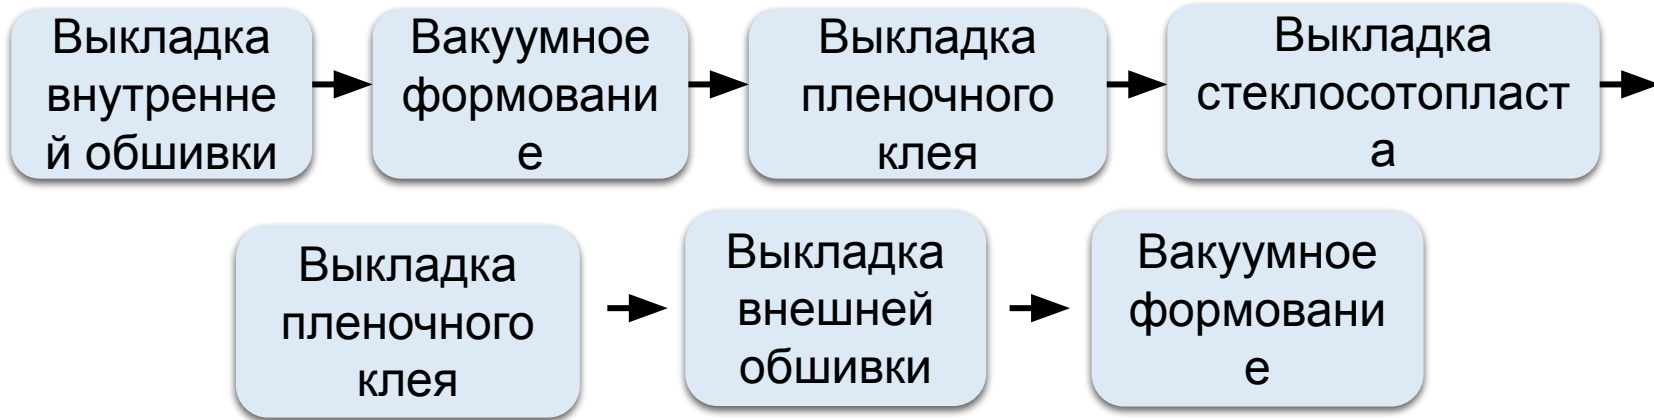 Выкладка
внутренне
й обшивки
Вакуумное
формовани
е
Выкладка
пленочного
клея
Выкладка
стеклосотопласт
а
Выкладка
пленочного
клея
Выкладка
внешней
обшивки
Вакуумное
формовани
е